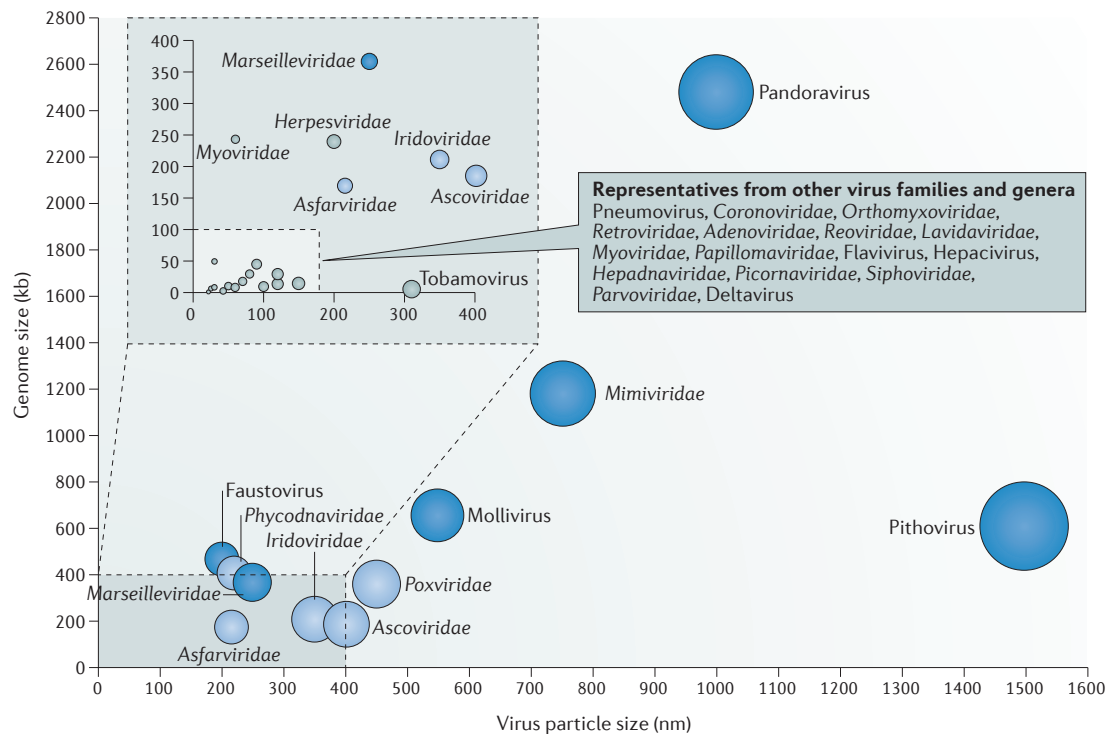 2800
2600
2400
2200
2000
1800
1600
1400
1200
1000
800
600
400
200
0
Genome size (kb)
0 100 200 300 400 500 600 700 800 900 1000 1100 1200 1300 1400 1500 1600
Virus particle size (nm)
400
350
300
250
200
150
100
50
0
0 100 200 300 400
Marseilleviridae
Herpesviridae
Myoviridae
Iridoviridae
Asfarviridae
Ascoviridae
Tobamovirus
Pandoravirus
Representatives from other virus families and genera
Pneumovirus, Coronoviridae, Orthomyxoviridae,
Retroviridae, Adenoviridae, Reoviridae, Lavidaviridae,
Myoviridae, Papillomaviridae, Flavivirus, Hepacivirus,
Hepadnaviridae, Picornaviridae, Siphoviridae,
Parvoviridae, Deltavirus
Mimiviridae
Faustovirus
Phycodnaviridae
Iridoviridae
Mollivirus
Pithovirus
Marseilleviridae
Poxviridae
Ascoviridae
Asfarviridae